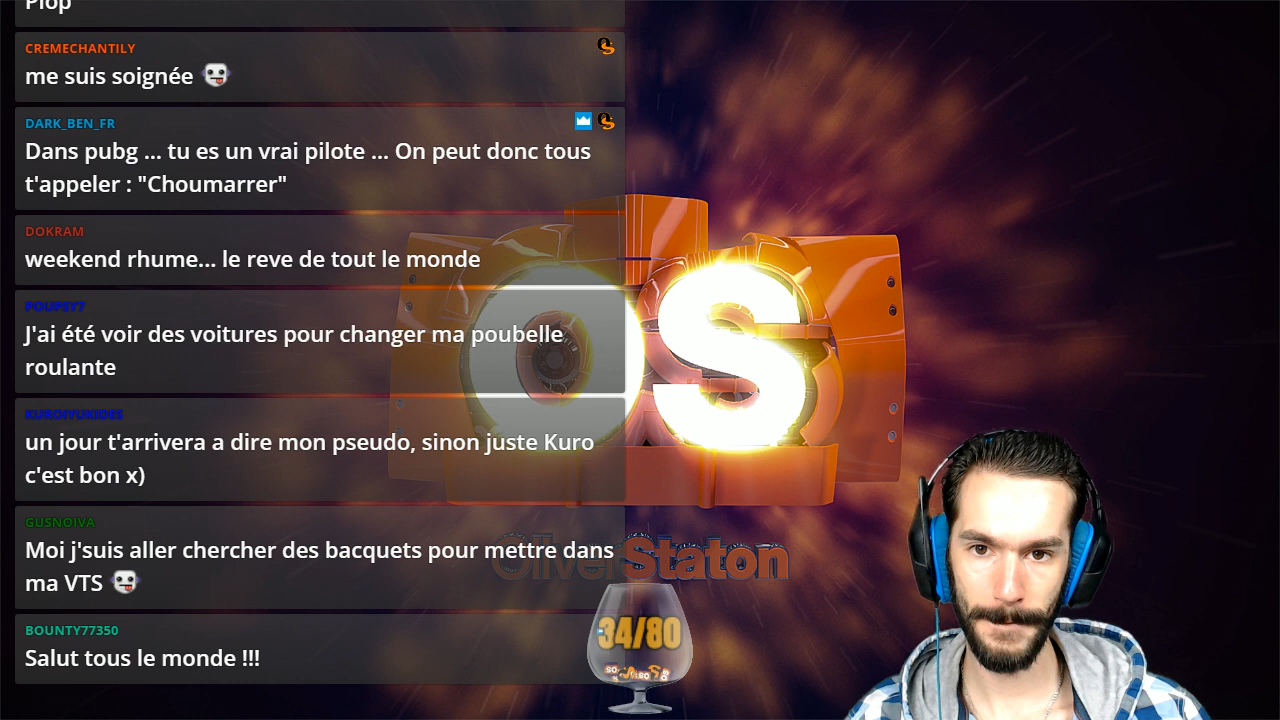 Plop
CREMECHANTILY
me suis soignée
DARK_BEN_FR
Dans pubg ... tu es un vrai pilote ... On peut donc tous
t'appeler : "Choumarrer"
DOKRAM
weekend rhume... le reve de tout le monde
POUPSY7
J'ai été voir des voitures pour changer ma poubelle
roulante
KUROIYUKIDES
un jour t'arrivera a dire mon pseudo, sinon juste Kuro
c'est bon x)
GUSNOIVA
Moi j'suis aller chercher des bacquets pour mettre dans
ma VTS
BOUNTY77350
Salut tous le monde !!!
OS
OliverStaton
34/80